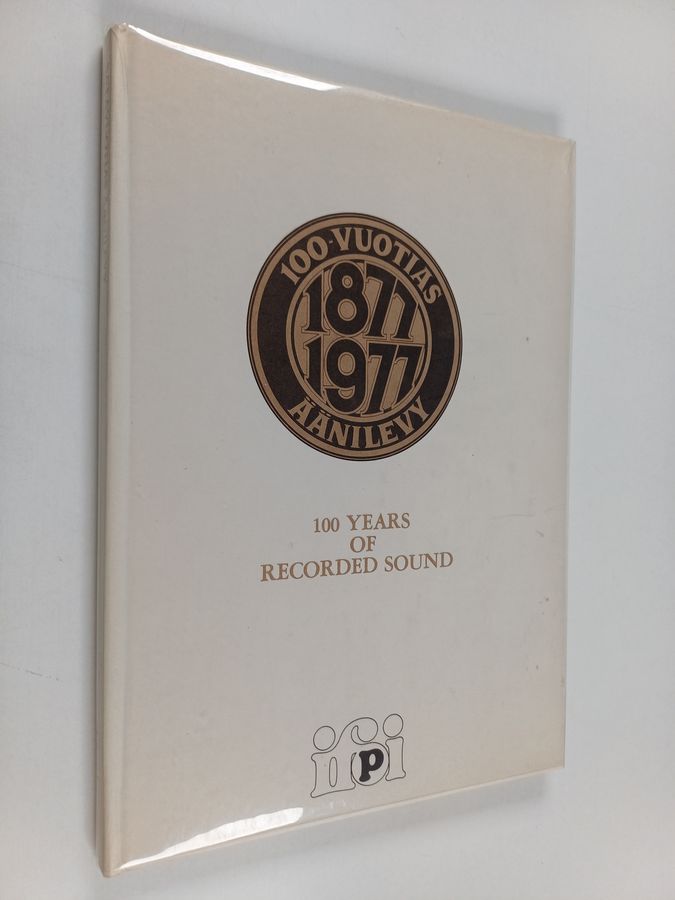 100-VUOTIAS
1877
1977
ÄÄNILEVY
100 YEARS
OF
RECORDED SOUND
ifpi